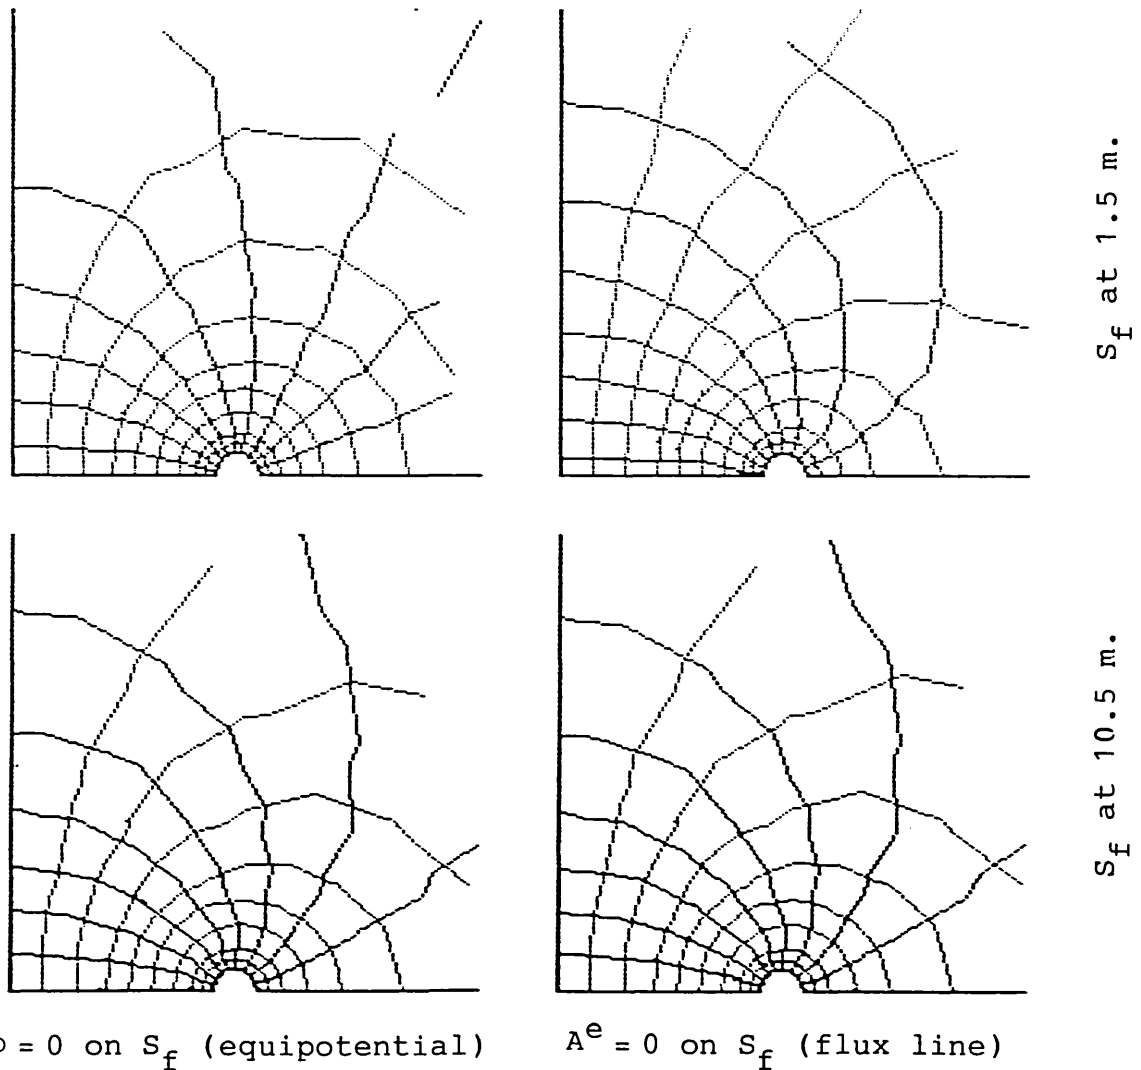 S_f at 1.5 m.
S_f at 10.5 m.
= 0 on S_f (equipotential)
A^e = 0 on S_f (flux line)